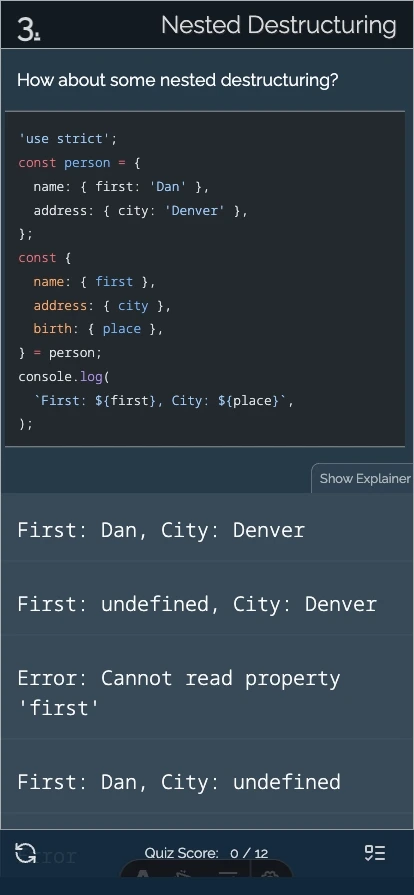 3.
Nested Destructuring
How about some nested destructuring?
'use strict';
const person = {
  name: { first: 'Dan' },
  address: { city: 'Denver' },
};
const {
  name: { first },
  address: { city },
  birth: { place },
} = person;
console.log(
  `First: ${first}, City: ${place}`,
);
Show Explainer
First: Dan, City: Denver
First: undefined, City: Denver
Error: Cannot read property
'first'
First: Dan, City: undefined
Quiz Score: 0 / 12